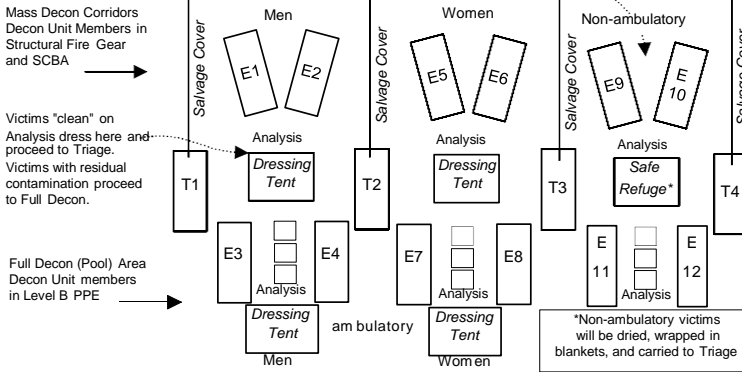 Mass Decon Corridors
Decon Unit Members in
Structural Fire Gear
and SCBA
Men
Women
Non-ambulatory
Salvage Cover
Salvage Cover
Salvage Cover
Salvage Cover
E1
E2
E5
E6
E9
E
10
Victims "clean" on
Analysis dress here and
proceed to Triage.
Victims with residual
contamination proceed
to Full Decon.
Analysis
Analysis
Analysis
T1
Dressing
Tent
T2
Dressing
Tent
T3
Safe
Refuge*
T4
E3
E4
E7
E8
E
11
E
12
Full Decon (Pool) Area
Decon Unit members
in Level B PPE
Analysis
Analysis
Analysis
Dressing
Tent
am bulatory
Dressing
Tent
Men
Wom en
*Non-ambulatory victims
will be dried, wrapped in
blankets, and carried to Triage